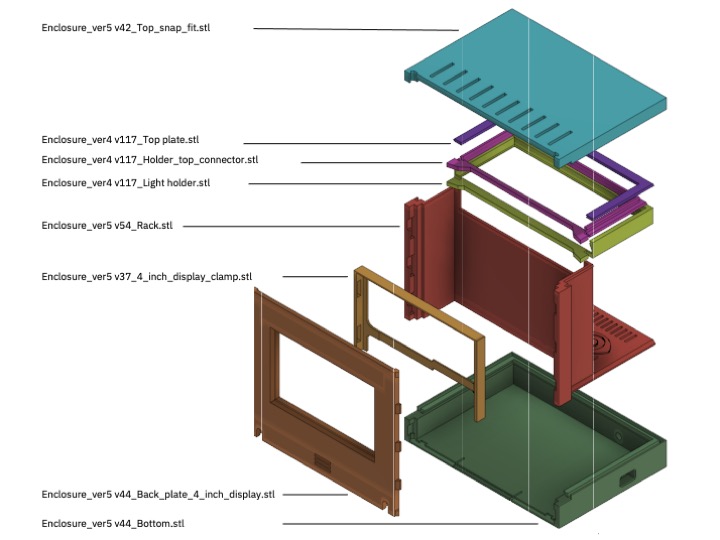 Enclosure_ver5 v42_Top_snap_fit.stl
Enclosure_ver4 v117_Top plate.stl
Enclosure_ver4 v117_Holder_top_connector.stl
Enclosure_ver4 v117_Light holder.stl
Enclosure_ver5 v54_Rack.stl
Enclosure_ver5 v37_4_inch_display_clamp.stl
Enclosure_ver5 v44_Back_plate_4_inch_display.stl
Enclosure_ver5 v44_Bottom.stl